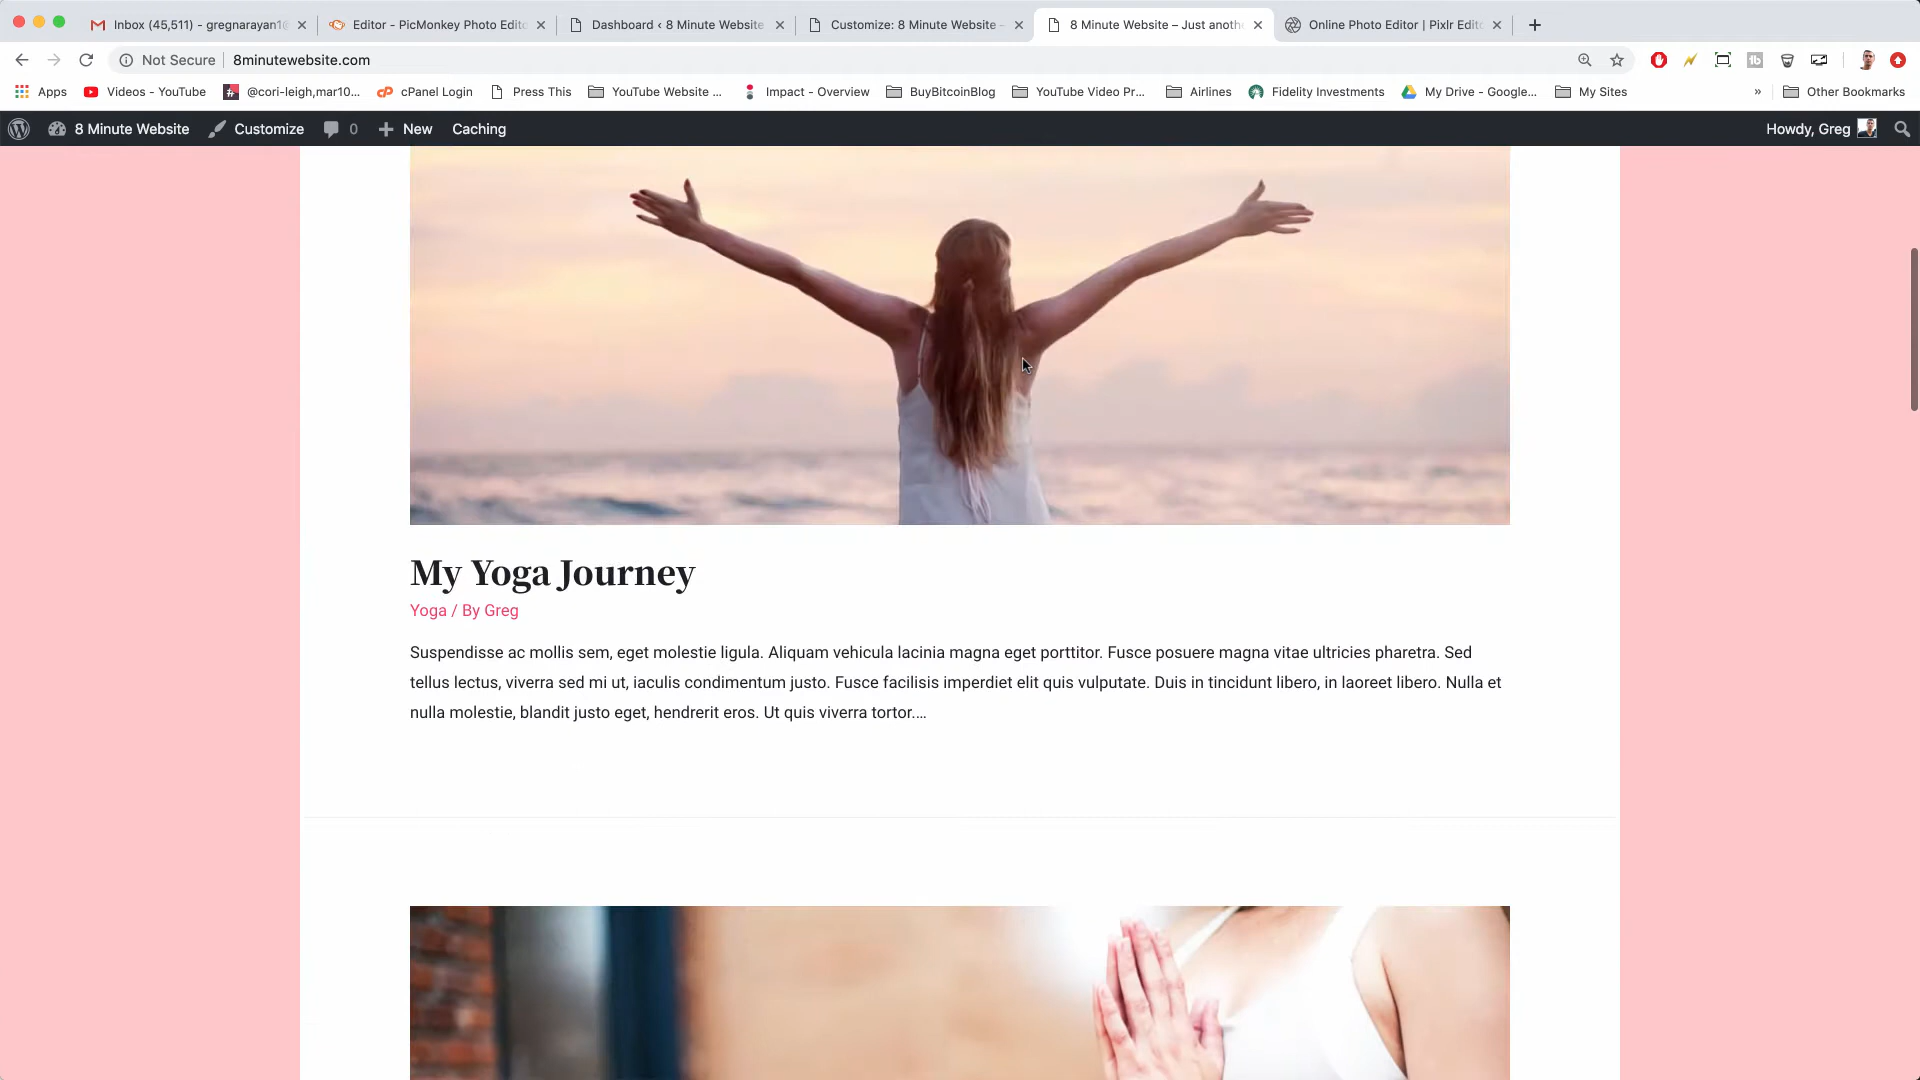 Inbox (45,511) - gregnarayan1@
Editor - PicMonkey Photo Edito
Dashboard ‹ 8 Minute Website
Customize: 8 Minute Website –
8 Minute Website – Just anoth
Online Photo Editor | Pixlr Edit
Not Secure
8minutewebsite.com
Apps
Videos - YouTube
@cori-leigh,mar10...
cPanel Login
Press This
YouTube Website ...
Impact - Overview
BuyBitcoinBlog
YouTube Video Pr...
Airlines
Fidelity Investments
My Drive - Google...
My Sites
»
Other Bookmarks
8 Minute Website
Customize
0
New
Caching
Howdy, Greg
My Yoga Journey
Yoga / By Greg
Suspendisse ac mollis sem, eget molestie ligula. Aliquam vehicula lacinia magna eget porttitor. Fusce posuere magna vitae ultricies pharetra. Sed
tellus lectus, viverra sed mi ut, iaculis condimentum justo. Fusce facilisis imperdiet elit quis vulputate. Duis in tincidunt libero, in laoreet libero. Nulla et
nulla molestie, blandit justo eget, hendrerit eros. Ut quis viverra tortor.…